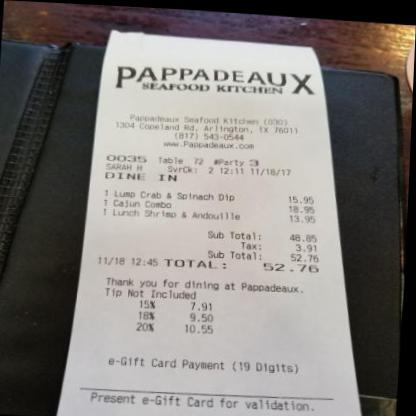 PAPPADEAUX
SEAFOOD KITCHEN
Pappadeaux Seafood Kitchen (030)
1304 Copeland Rd, Arlington, TX 76011
(817) 543-0544
www.Pappadeaux.com
0035 Table 72 #Party 3
SARAH H SvrCk: 2 12:11 11/18/17
DINE IN
1 Lump Crab & Spinach Dip 15.95
1 Cajun Combo 18.95
1 Lunch Shrimp & Andouille 13.95
Sub Total: 48.85
Tax: 3.91
Sub Total: 52.76
11/18 12:45 TOTAL: 52.76
Thank you for dining at Pappadeaux.
Tip Not Included
15% 7.91
18% 9.50
20% 10.55
e-Gift Card Payment (19 Digits)
Present e-Gift Card for validation.